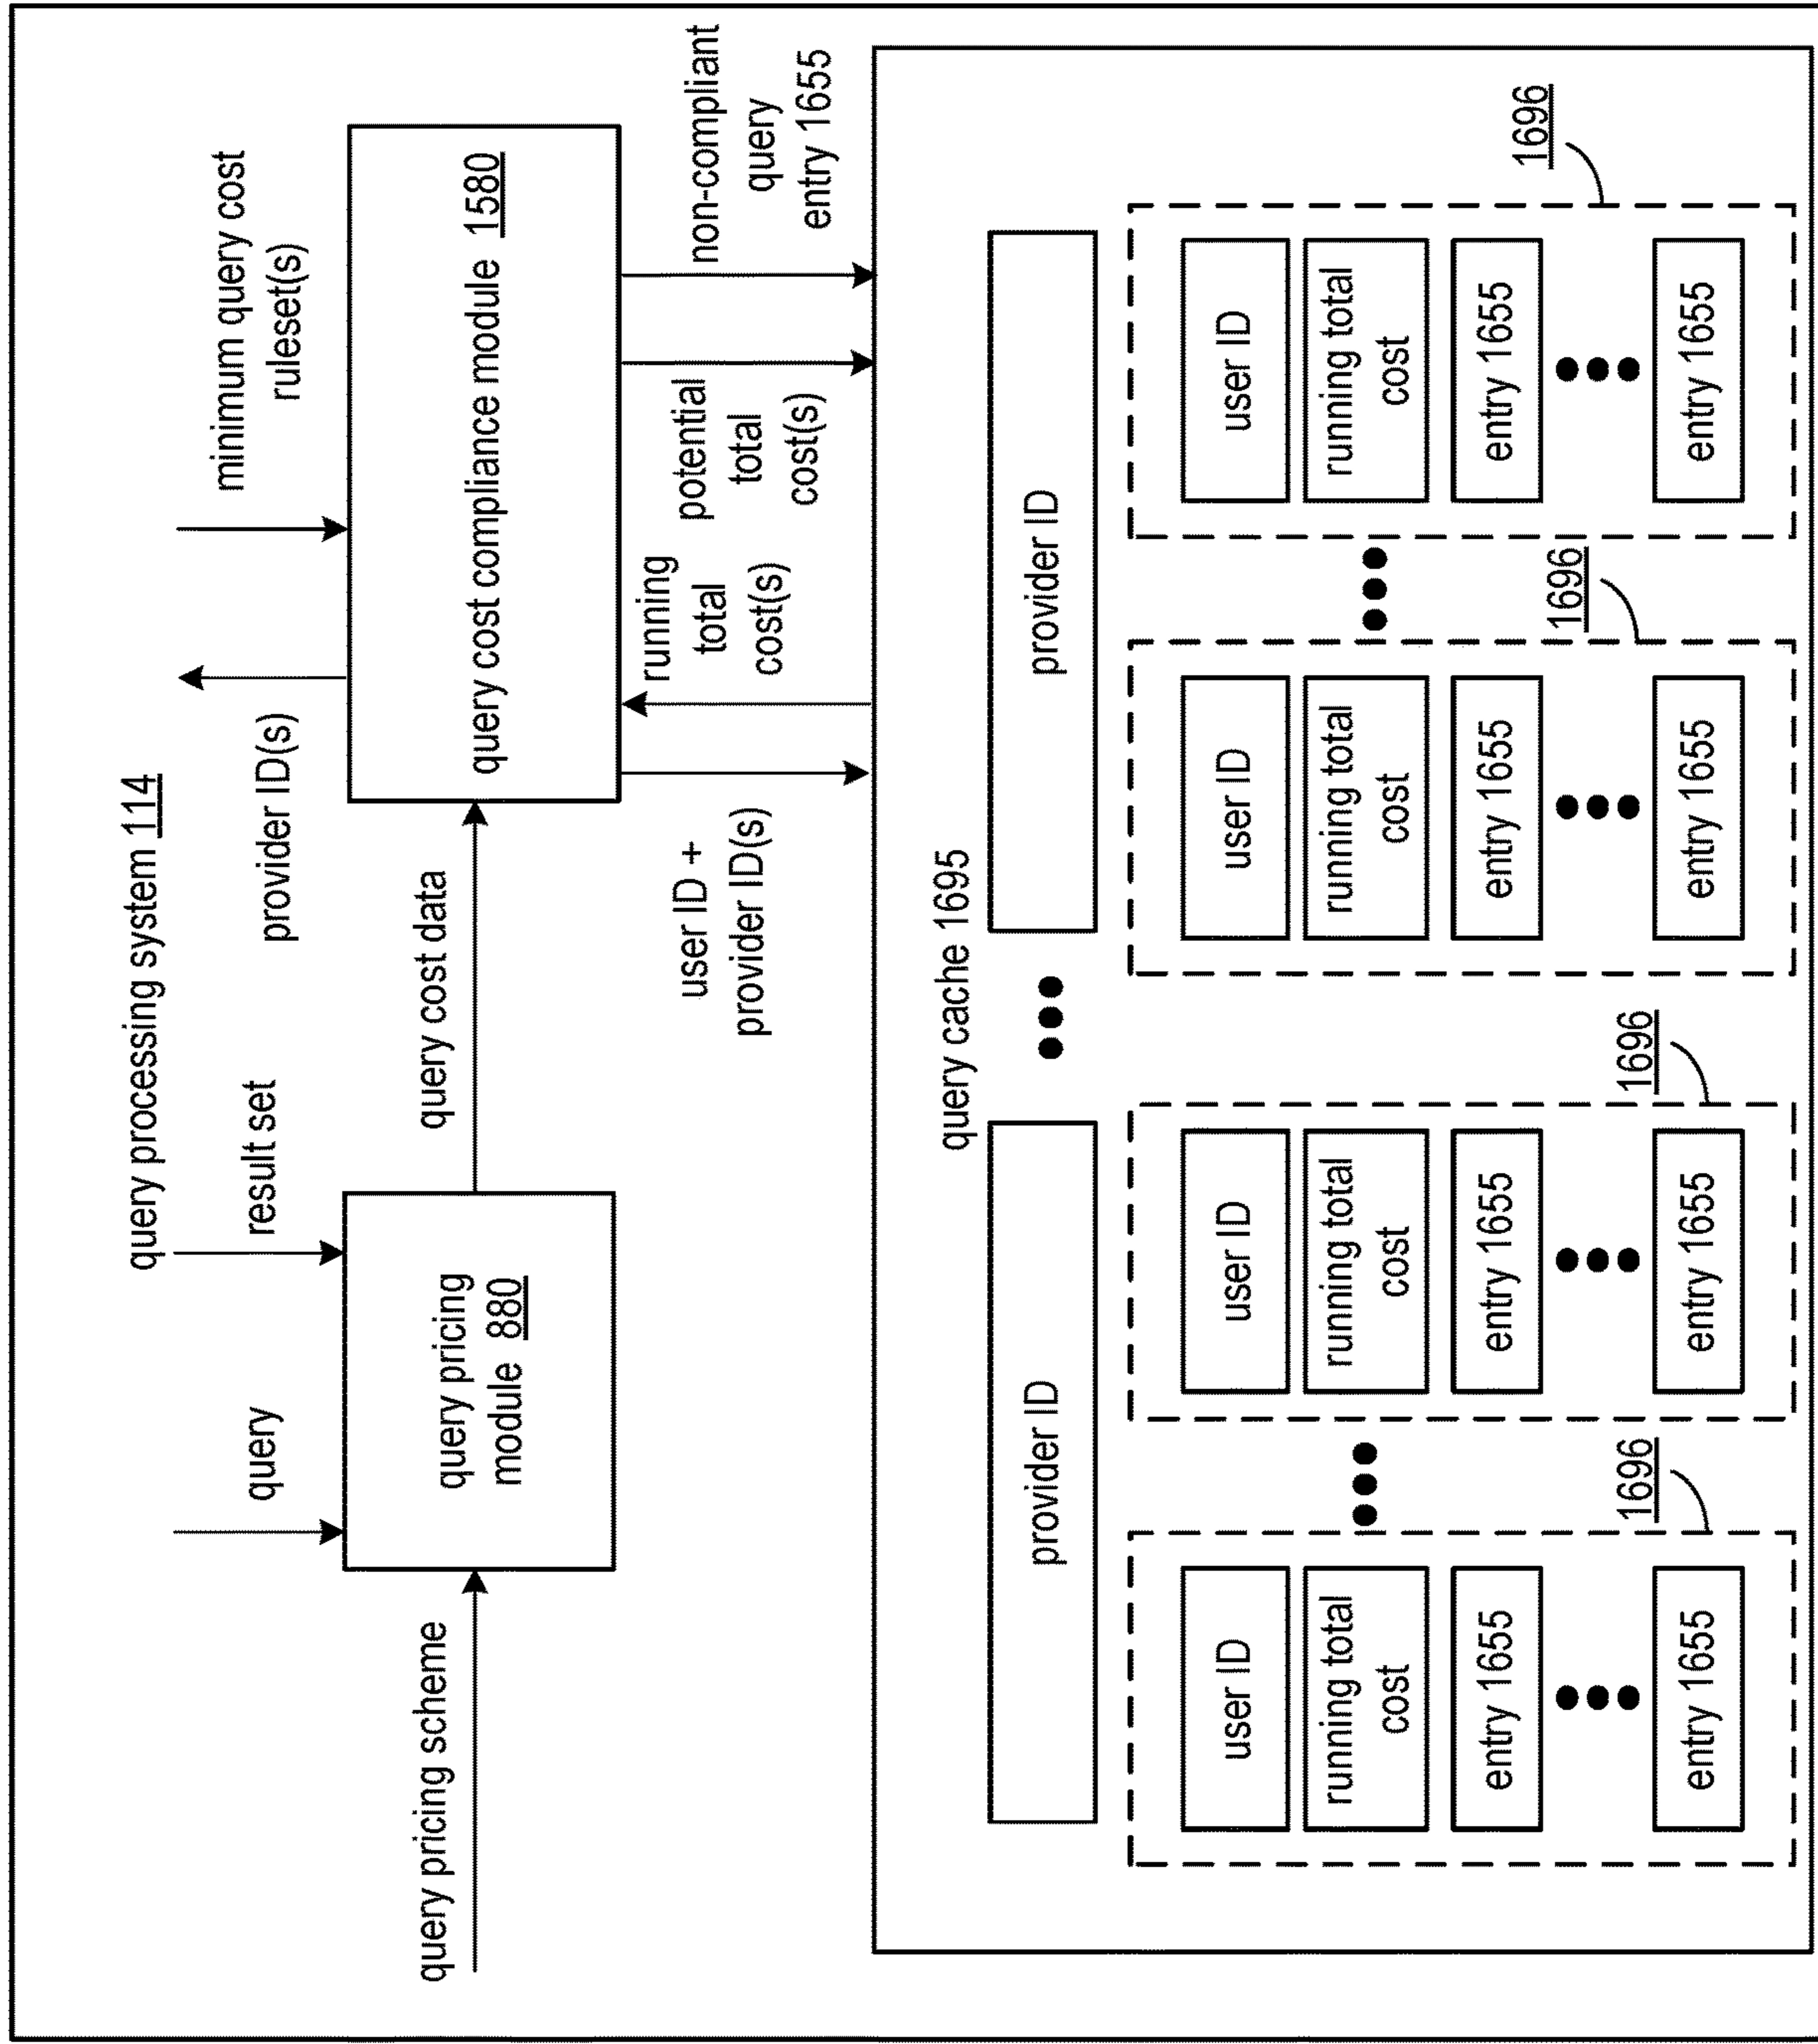 query processing system 114
query
result set
provider ID(s)
minimum query cost
ruleset(s)
query pricing scheme
query pricing
module 880
query cost data
query cost compliance module 1580
user ID +
provider ID(s)
running
total
cost(s)
potential
total
cost(s)
non-compliant
query
entry 1655
query cache 1695
provider ID
provider ID
user ID
running total
cost
entry 1655
entry 1655
1696
user ID
running total
cost
entry 1655
entry 1655
1696
user ID
running total
cost
entry 1655
entry 1655
1696
user ID
running total
cost
entry 1655
entry 1655
1696